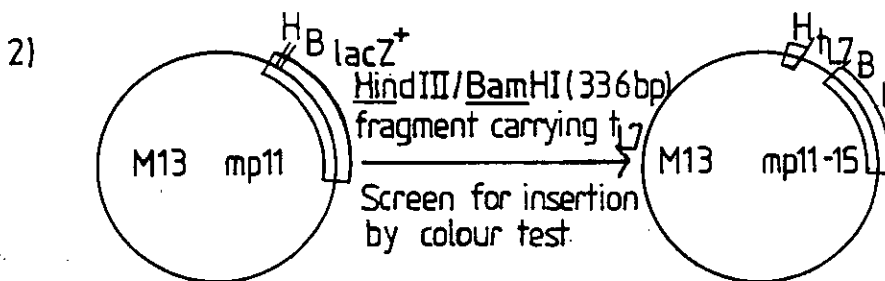 2)
H B lacZ+
HindIII/BamHI (336bp)
fragment carrying tL7
M13 mp11
Screen for insertion
by colour test
H tL7 B
M13 mp11-15